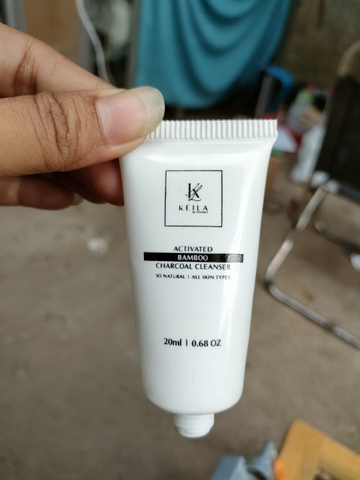 KEILA
ACTIVATED
BAMBOO
CHARCOAL CLEANSER
SO NATURAL | ALL SKIN TYPES
20ml | 0.68 OZ